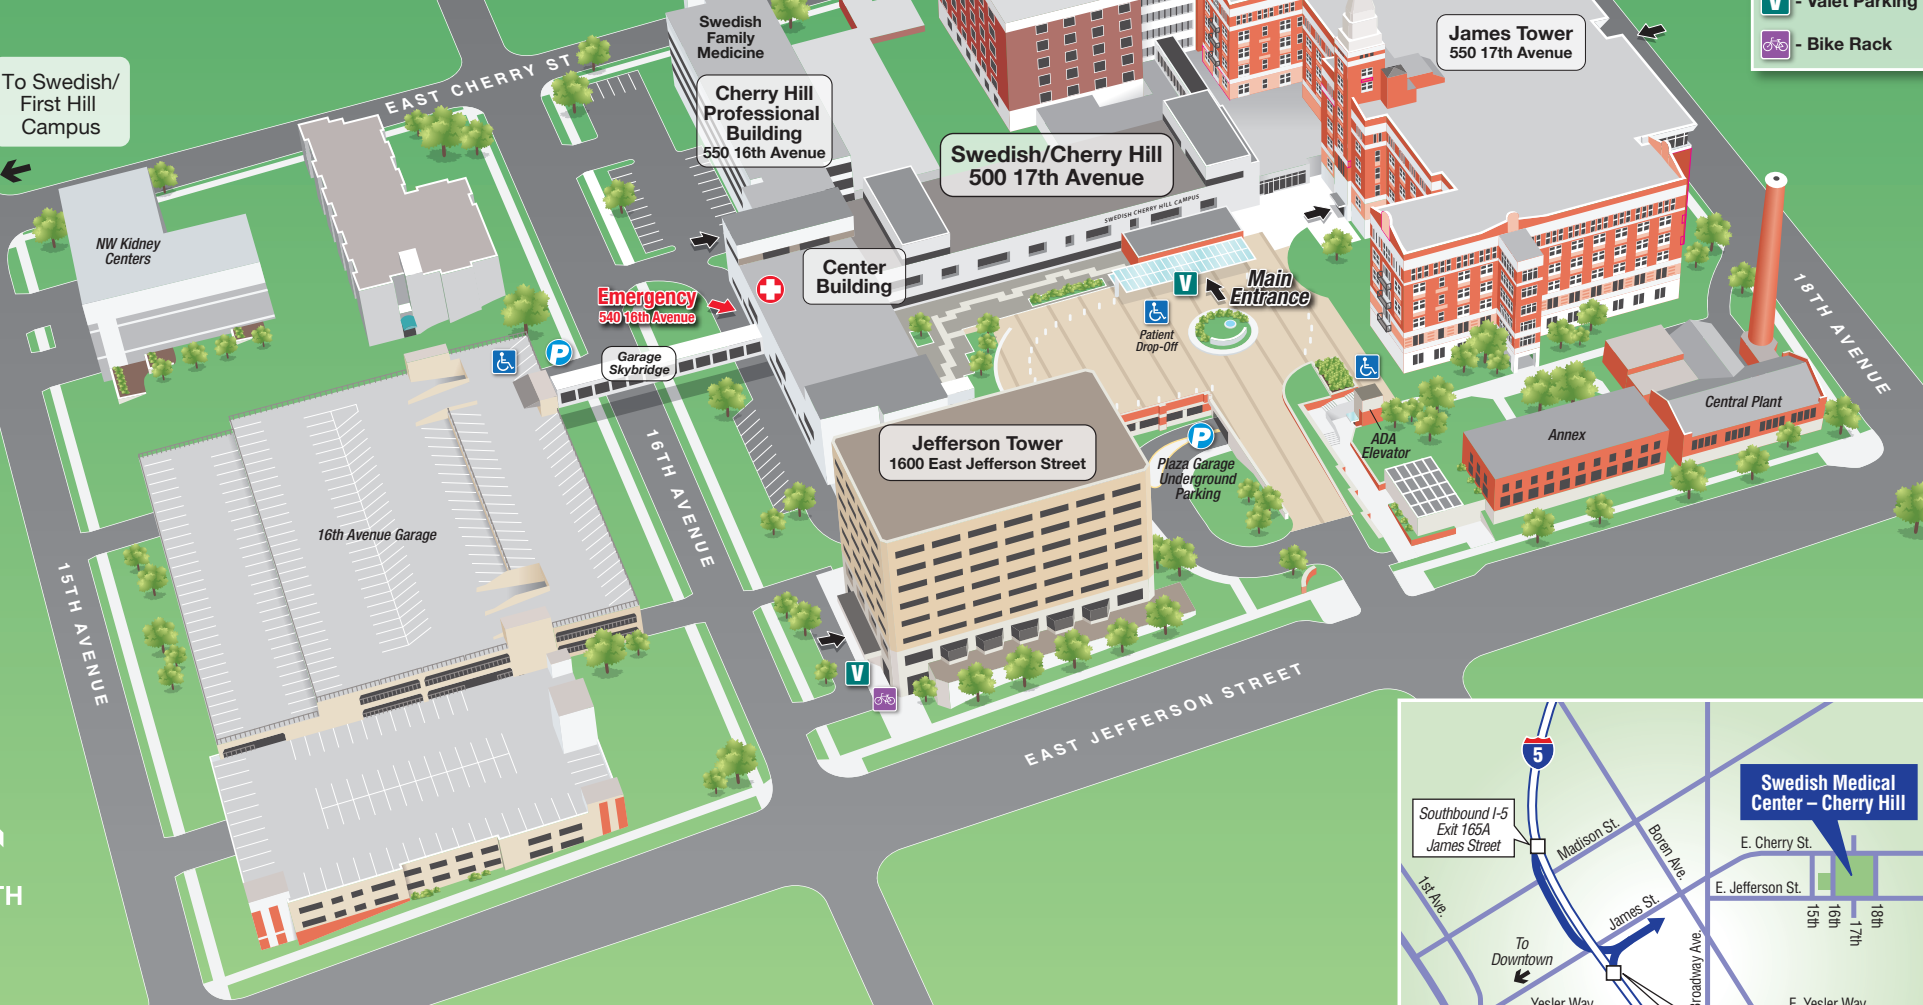 V - Valet Parking
- Bike Rack
To Swedish/
First Hill
Campus
EAST CHERRY ST
Swedish
Family
Medicine
Cherry Hill
Professional
Building
550 16th Avenue
James Tower
550 17th Avenue
Swedish/Cherry Hill
500 17th Avenue
SWEDISH CHERRY HILL CAMPUS
NW Kidney
Centers
Center
Building
Emergency
540 16th Avenue
V
Main
Entrance
Patient
Drop-Off
18TH AVENUE
P
Garage
Skybridge
Central Plant
Annex
ADA
Elevator
Jefferson Tower
1600 East Jefferson Street
P
Plaza Garage
Underground
Parking
16TH AVENUE
16th Avenue Garage
15TH AVENUE
V
EAST JEFFERSON STREET
TH
5
Southbound I-5
Exit 165A
James Street
Swedish Medical
Center – Cherry Hill
Madison St.
Boren Ave.
E. Cherry St.
E. Jefferson St.
1st Ave.
James St.
15th
16th
17th
18th
To
Downtown
Broadway Ave.
Yesler Way
E. Yesler Way